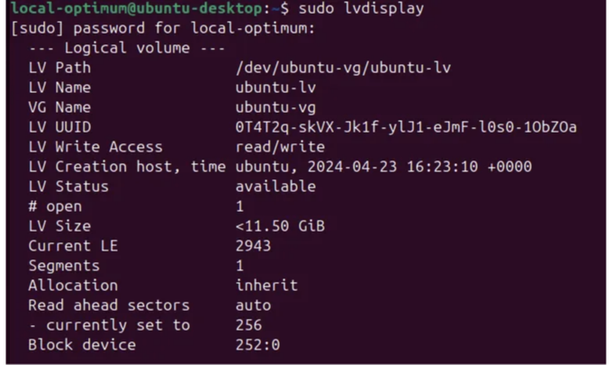 local-optimum@ubuntu-desktop:~$ sudo lvdisplay
[sudo] password for local-optimum:
--- Logical volume ---
LV Path /dev/ubuntu-vg/ubuntu-lv
LV Name ubuntu-lv
VG Name ubuntu-vg
LV UUID 0T4T2q-skVX-Jk1f-ylJ1-eJmF-l0s0-1ObZOa
LV Write Access read/write
LV Creation host, time ubuntu, 2024-04-23 16:23:10 +0000
LV Status available
# open 1
LV Size <11.50 GiB
Current LE 2943
Segments 1
Allocation inherit
Read ahead sectors auto
- currently set to 256
Block device 252:0